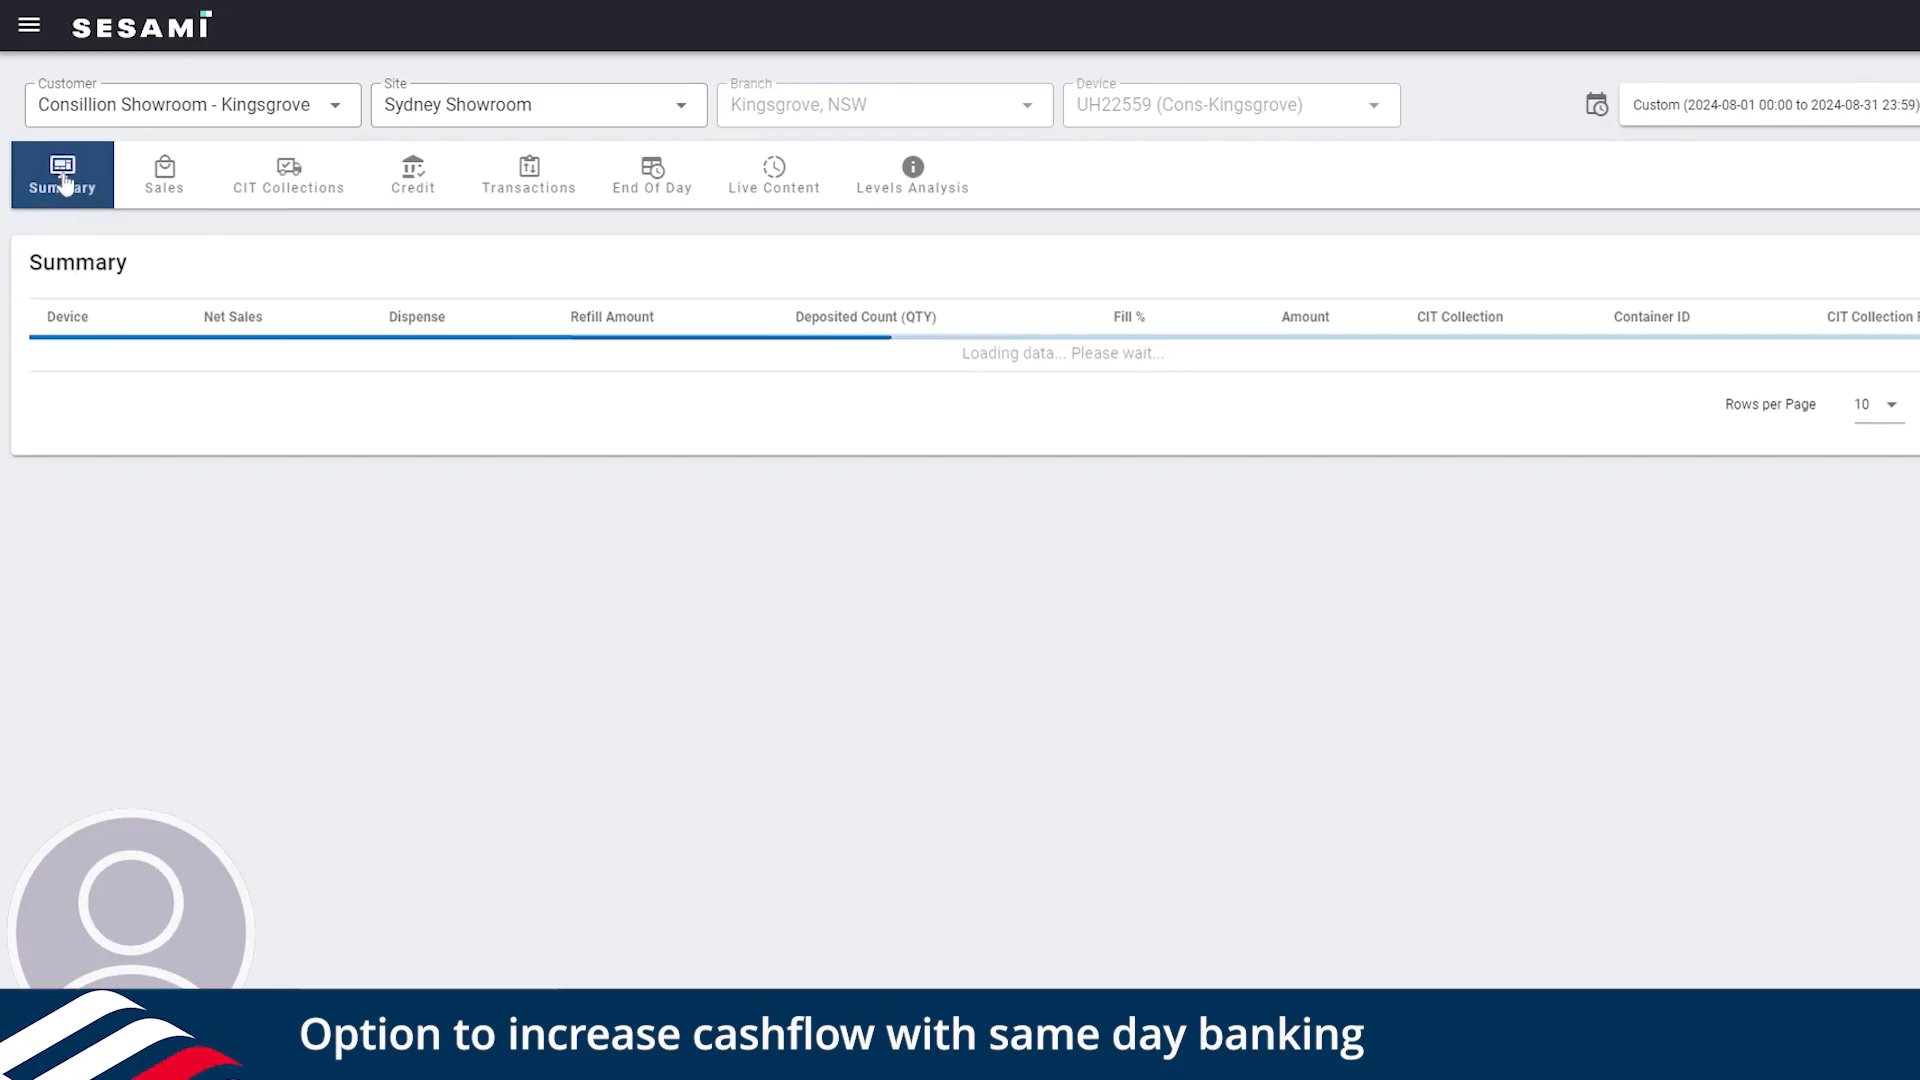 SESAMI
Customer
Consillion Showroom - Kingsgrove
Site
Sydney Showroom
Branch
Kingsgrove, NSW
Device
UH22559 (Cons-Kingsgrove)
Custom (2024-08-01 00:00 to 2024-08-31 23:59)
Summary
Sales
CIT Collections
Credit
Transactions
End Of Day
Live Content
Levels Analysis
Summary
Device
Net Sales
Dispense
Refill Amount
Deposited Count (QTY)
Fill %
Amount
CIT Collection
Container ID
CIT Collection
Loading data... Please wait...
Rows per Page
10
Option to increase cashflow with same day banking